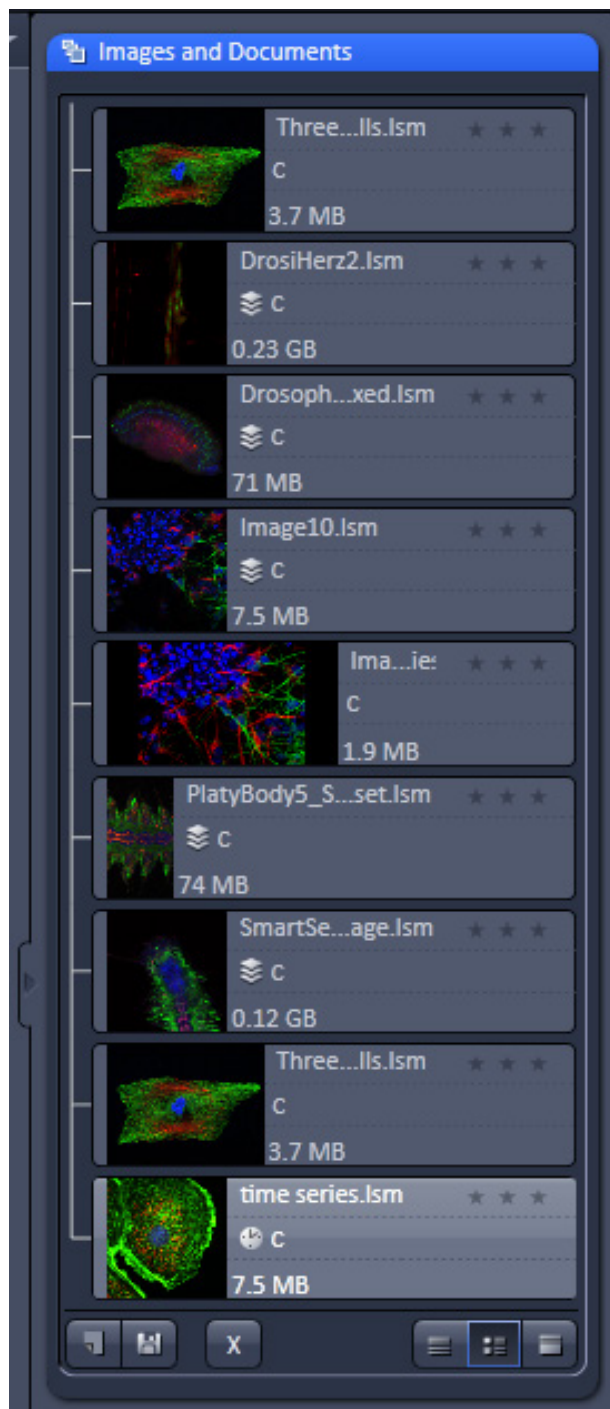 Images and Documents
Three...lls.lsm
C
3.7 MB
DrosiHerz2.lsm
C
0.23 GB
Drosoph...xed.lsm
C
71 MB
Image10.lsm
C
7.5 MB
Ima...ies
C
1.9 MB
PlatyBody5_S...set.lsm
C
74 MB
SmartSe...age.lsm
C
0.12 GB
Three...lls.lsm
C
3.7 MB
time series.lsm
C
7.5 MB
X